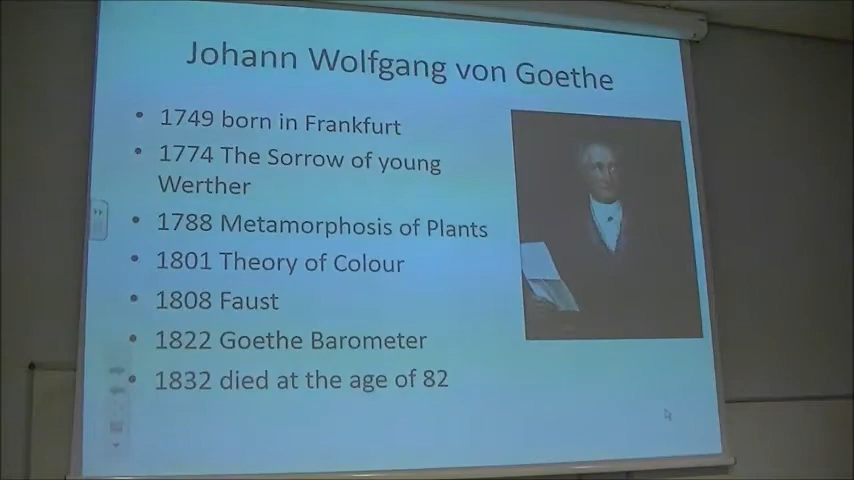 Johann Wolfgang von Goethe
• 1749 born in Frankfurt
• 1774 The Sorrow of young
Werther
• 1788 Metamorphosis of Plants
• 1801 Theory of Colour
• 1808 Faust
• 1822 Goethe Barometer
• 1832 died at the age of 82